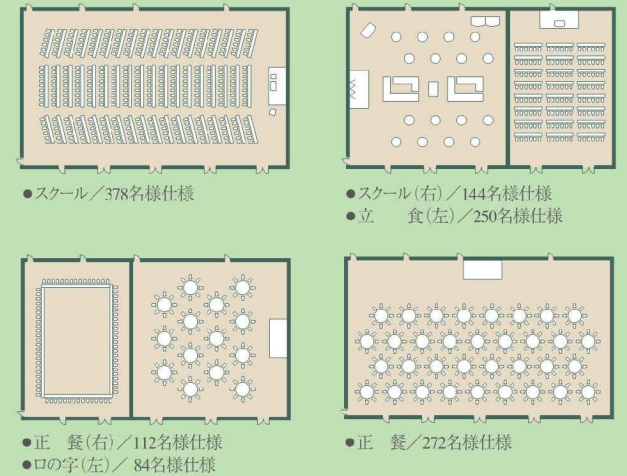 ●スクール／378名様仕様
●スクール（右）／144名様仕様
●立　　食（左）／250名様仕様
●正　餐（右）／112名様仕様
●ロの字（左）／ 84名様仕様
●正　餐／272名様仕様